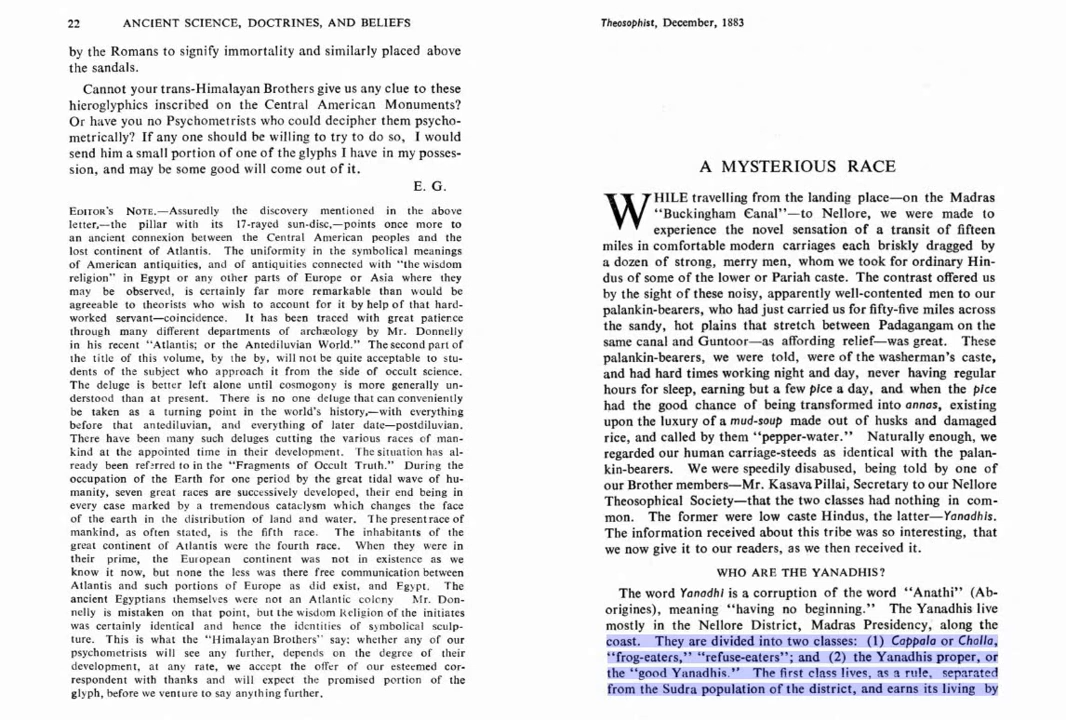 22 ANCIENT SCIENCE, DOCTRINES, AND BELIEFS
by the Romans to signify immortality and similarly placed above
the sandals.
Cannot your trans-Himalayan Brothers give us any clue to these
hieroglyphics inscribed on the Central American Monuments?
Or have you no Psychometrists who could decipher them psycho-
metrically? If any one should be willing to try to do so, I would
send him a small portion of one of the glyphs I have in my posses-
sion, and may be some good will come out of it.
E. G.
EDITOR'S NOTE.—Assuredly the discovery mentioned in the above
letter,—the pillar with its 17-rayed sun-disc,—points once more to
an ancient connexion between the Central American peoples and the
lost continent of Atlantis. The uniformity in the symbolical meanings
of American antiquities, and of antiquities connected with "the wisdom
religion" in Egypt or any other parts of Europe or Asia where they
may be observed, is certainly far more remarkable than would be
agreeable to theorists who wish to account for it by help of that hard-
worked servant—coincidence. It has been traced with great patience
through many different departments of archæology by Mr. Donnelly
in his recent "Atlantis; or the Antediluvian World." The second part of
the title of this volume, by the by, will not be quite acceptable to stu-
dents of the subject who approach it from the side of occult science.
The deluge is better left alone until cosmogony is more generally un-
derstood than at present. There is no one deluge that can conveniently
be taken as a turning point in the world's history,—with everything
before that antediluvian, and everything of later date—postdiluvian.
There have been many such deluges cutting the various races of man-
kind at the appointed time in their development. The situation has al-
ready been referred to in the "Fragments of Occult Truth." During the
occupation of the Earth for one period by the great tidal wave of hu-
manity, seven great races are successively developed, their end being in
every case marked by a tremendous cataclysm which changes the face
of the earth in the distribution of land and water. The present race of
mankind, as often stated, is the fifth race. The inhabitants of the
great continent of Atlantis were the fourth race. When they were in
their prime, the European continent was not in existence as we
know it now, but none the less was there free communication between
Atlantis and such portions of Europe as did exist, and Egypt. The
ancient Egyptians themselves were not an Atlantic colony Mr. Don-
nelly is mistaken on that point, but the wisdom Religion of the initiates
was certainly identical and hence the identities of symbolical sculp-
ture. This is what the "Himalayan Brothers" say; whether any of our
psychometrists will see any further, depends on the degree of their
development, at any rate, we accept the offer of our esteemed cor-
respondent with thanks and will expect the promised portion of the
glyph, before we venture to say anything further.
Theosophist, December, 1883
A MYSTERIOUS RACE
WHILE travelling from the landing place—on the Madras
"Buckingham Canal"—to Nellore, we were made to
experience the novel sensation of a transit of fifteen
miles in comfortable modern carriages each briskly dragged by
a dozen of strong, merry men, whom we took for ordinary Hin-
dus of some of the lower or Pariah caste. The contrast offered us
by the sight of these noisy, apparently well-contented men to our
palankin-bearers, who had just carried us for fifty-five miles across
the sandy, hot plains that stretch between Padagangam on the
same canal and Guntoor—as affording relief—was great. These
palankin-bearers, we were told, were of the washerman's caste,
and had hard times working night and day, never having regular
hours for sleep, earning but a few pice a day, and when the pice
had the good chance of being transformed into annas, existing
upon the luxury of a mud-soup made out of husks and damaged
rice, and called by them "pepper-water." Naturally enough, we
regarded our human carriage-steeds as identical with the palan-
kin-bearers. We were speedily disabused, being told by one of
our Brother members—Mr. Kasava Pillai, Secretary to our Nellore
Theosophical Society—that the two classes had nothing in com-
mon. The former were low caste Hindus, the latter—Yanadhis.
The information received about this tribe was so interesting, that
we now give it to our readers, as we then received it.
WHO ARE THE YANADHIS?
The word Yanadhi is a corruption of the word "Anathi" (Ab-
origines), meaning "having no beginning." The Yanadhis live
mostly in the Nellore District, Madras Presidency, along the
coast. They are divided into two classes: (1) Cappala or Challa,
"frog-eaters," "refuse-eaters"; and (2) the Yanadhis proper, or
the "good Yanadhis." The first class lives, as a rule, separated
from the Sudra population of the district, and earns its living by